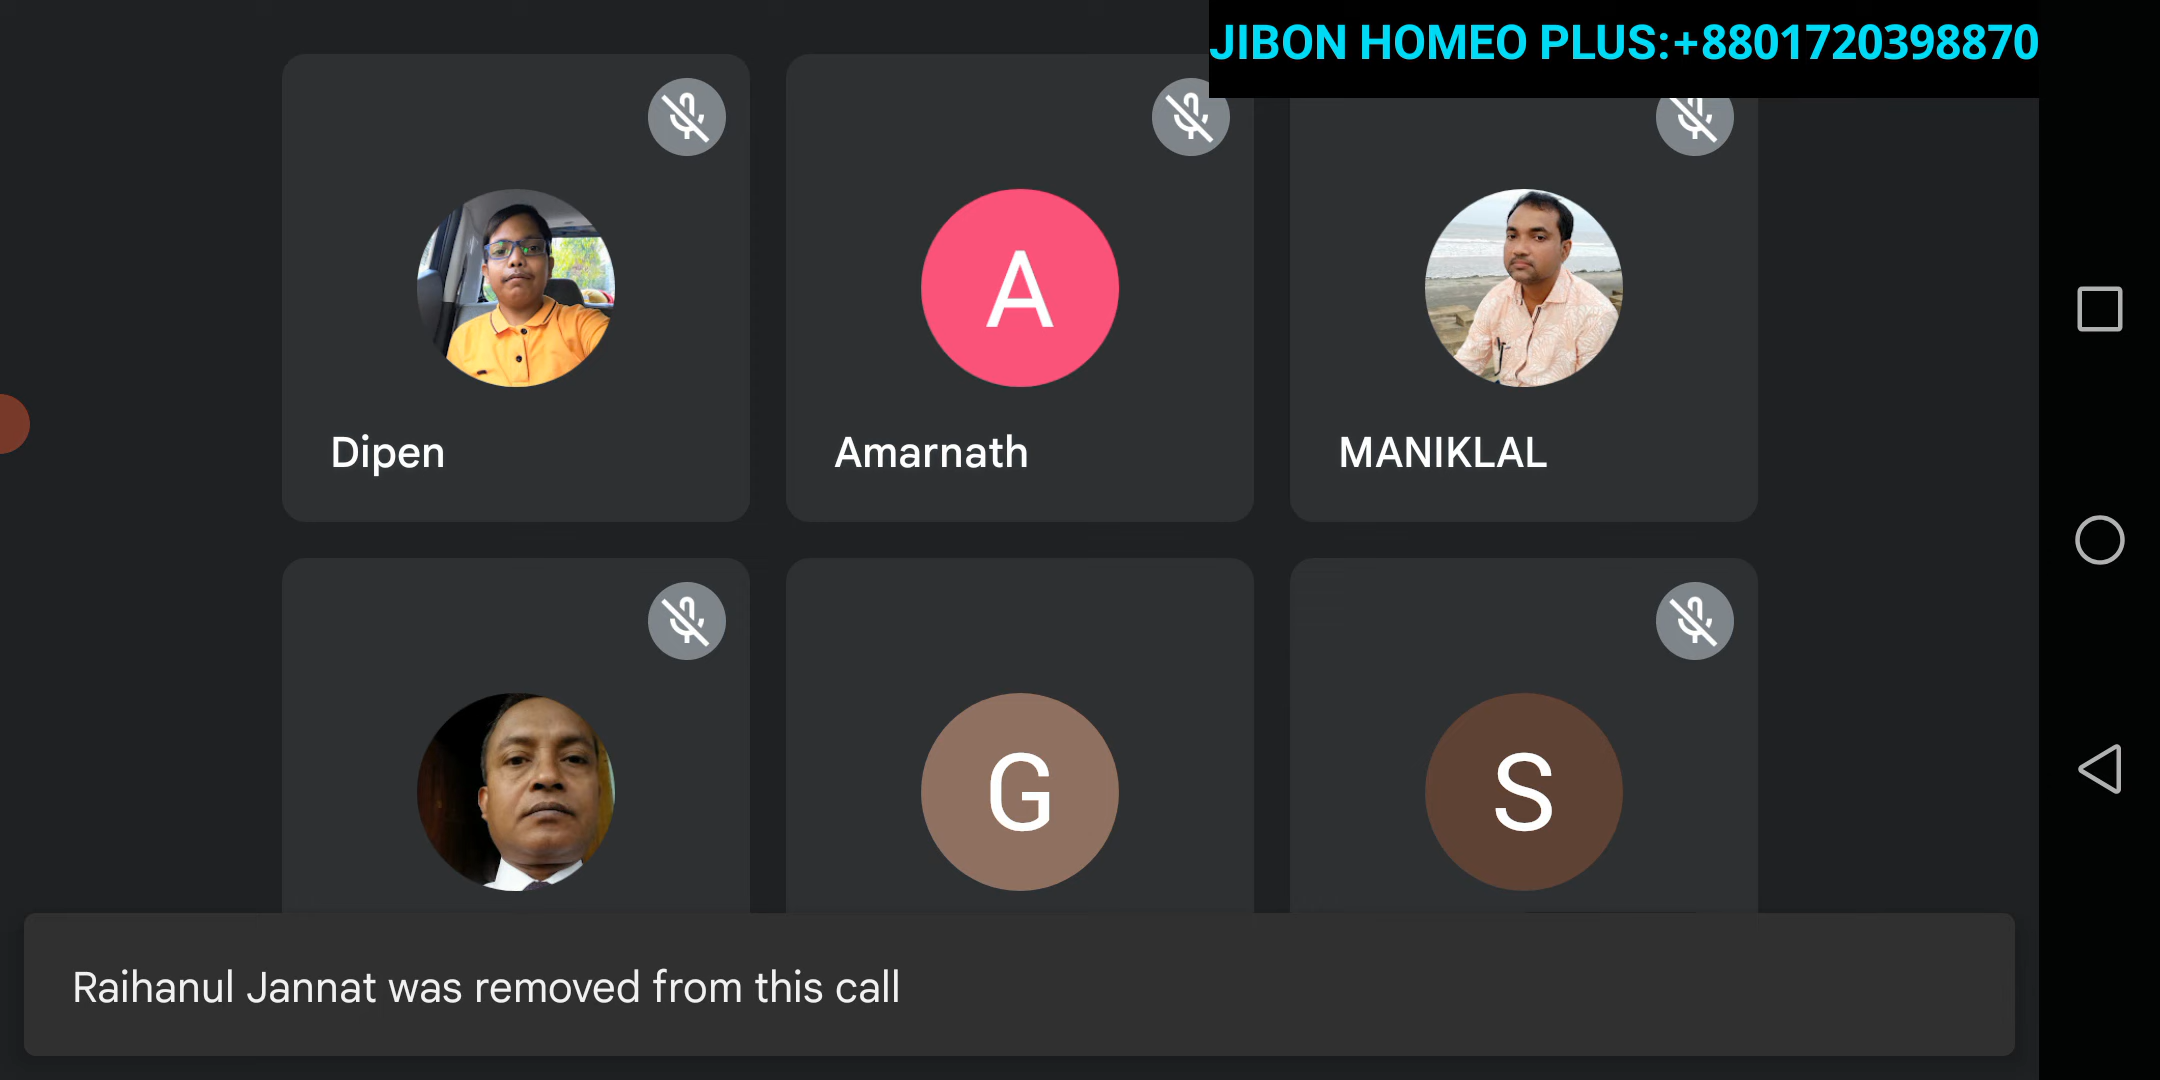 JIBON HOMEO PLUS:+8801720398870
Dipen
A
Amarnath
MANIKLAL
G
S
Raihanul Jannat was removed from this call